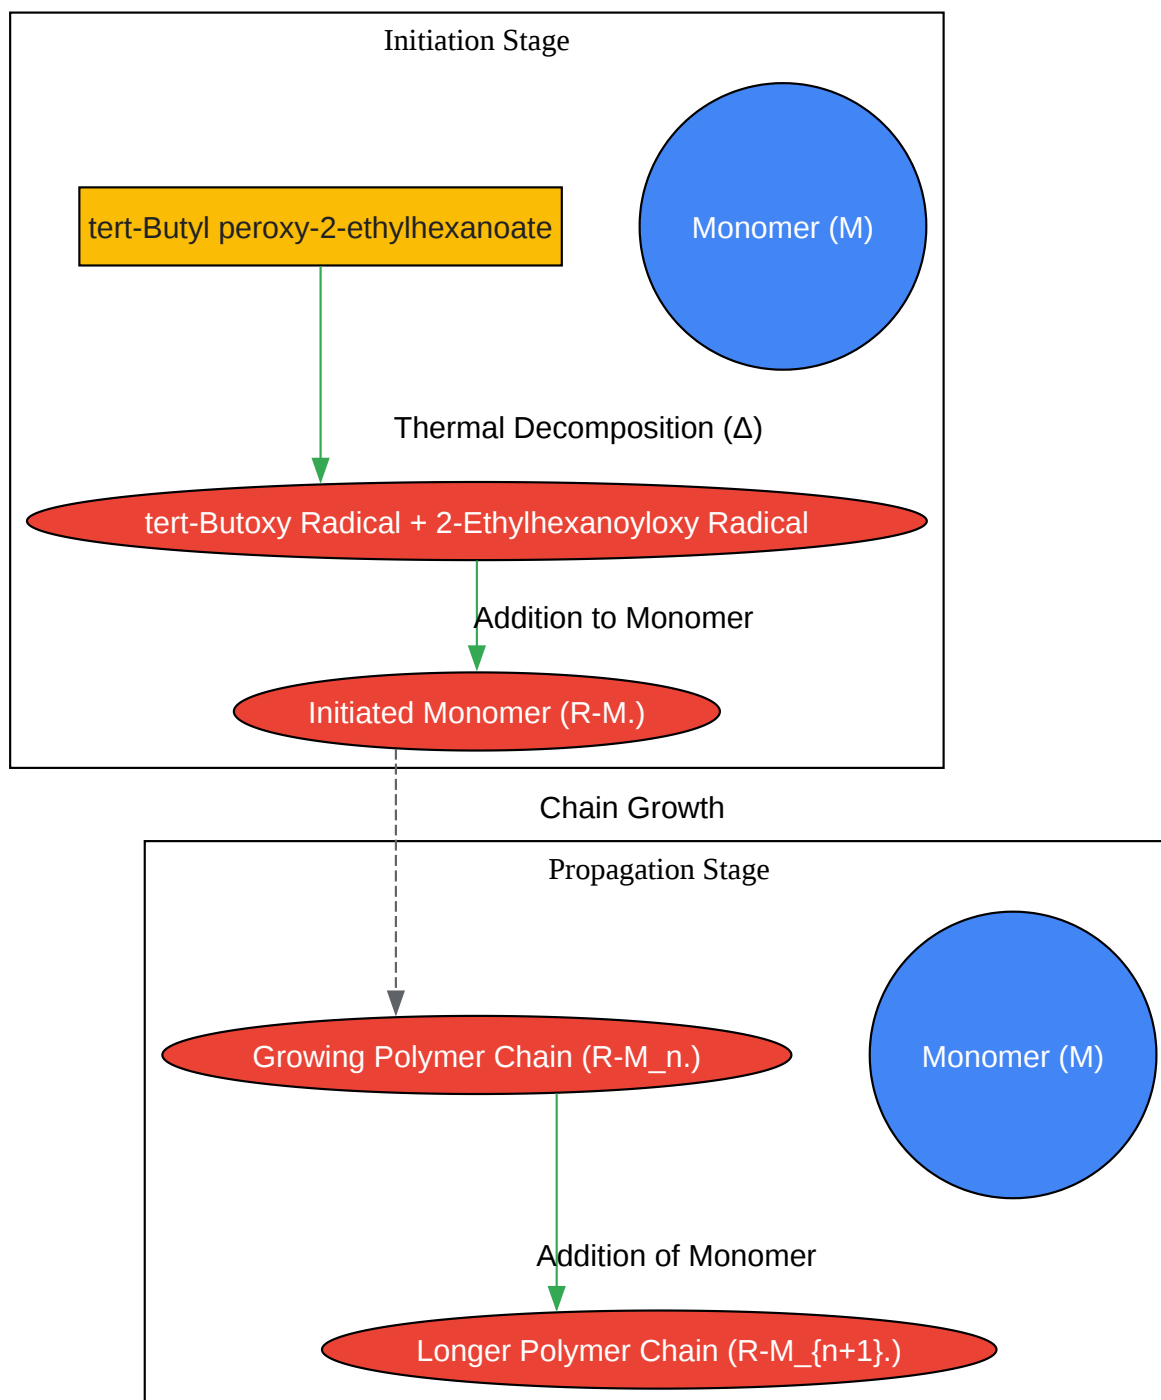 Initiation Stage
tert-Butyl peroxy-2-ethylhexanoate
Monomer (M)
Thermal Decomposition (Δ)
tert-Butoxy Radical + 2-Ethylhexanoyloxy Radical
Addition to Monomer
Initiated Monomer (R-M.)
Chain Growth
Propagation Stage
Growing Polymer Chain (R-M_n.)
Monomer (M)
Addition of Monomer
Longer Polymer Chain (R-M_{n+1}.)